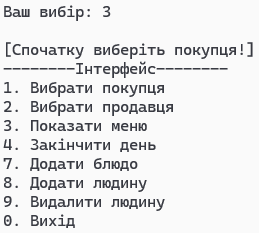 Ваш вибір: 3
[Спочатку виберіть покупця!]
--------Інтерфейс--------
1. Вибрати покупця
2. Вибрати продавця
3. Показати меню
4. Закінчити день
7. Додати блюдо
8. Додати людину
9. Видалити людину
0. Вихід